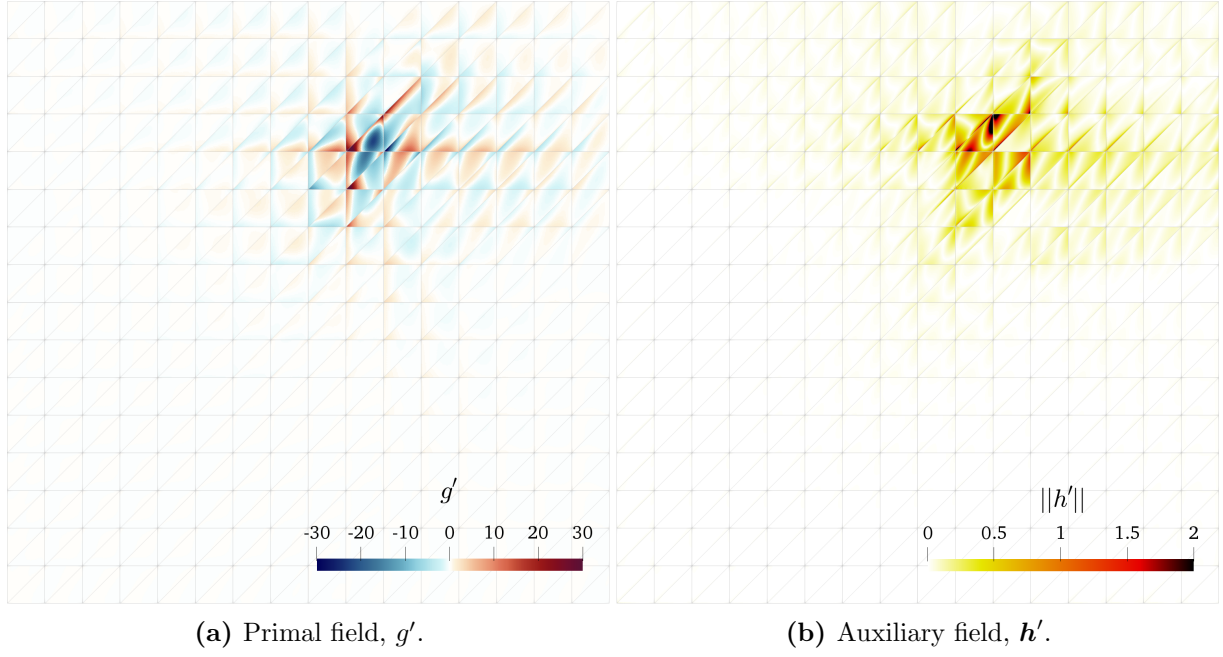 g′
-30 -20 -10 0 10 20 30
||h′||
0 0.5 1 1.5 2
(a) Primal field, g′.
(b) Auxiliary field, h′.